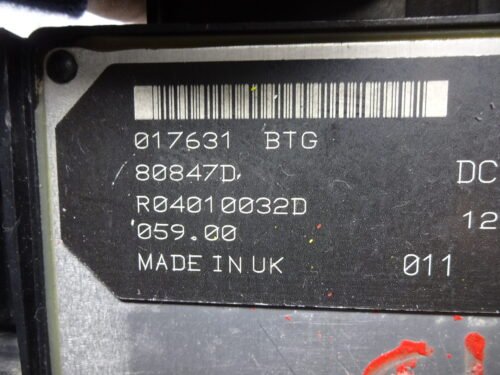 017631 BTG
80847D DC
R04010032D 12
059.00
MADE IN UK 011